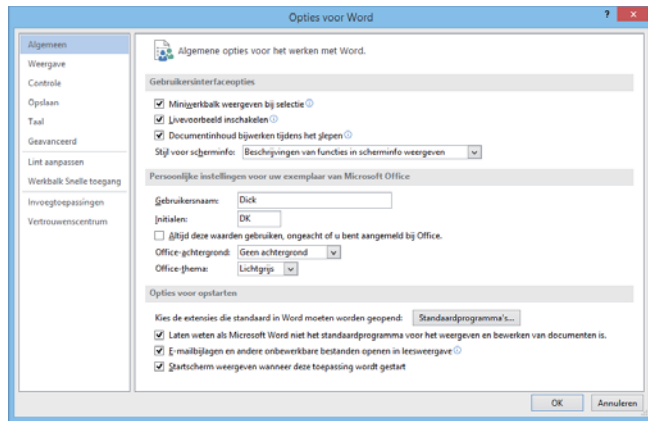 Opties voor Word
?
x
Algemeen
Weergave
Controle
Opslaan
Taal
Geavanceerd
Lint aanpassen
Werkbalk Snelle toegang
Invoegtoepassingen
Vertrouwenscentrum
Algemene opties voor het werken met Word.
Gebruikersinterfaceopties
Miniwerkbalk weergeven bij selectie
Livevoorbeeld inschakelen
Documentinhoud bijwerken tijdens het slepen
Stijl voor scherminfo: Beschrijvingen van functies in scherminfo weergeven
Persoonlijke instellingen voor uw exemplaar van Microsoft Office
Gebruikersnaam: Dick
Initialen: DK
Altijd deze waarden gebruiken, ongeacht of u bent aangemeld bij Office.
Office-achtergrond: Geen achtergrond
Office-thema: Lichtgrijs
Opties voor opstarten
Kies de extensies die standaard in Word moeten worden geopend: Standaardprogramma's...
Laten weten als Microsoft Word niet het standaardprogramma voor het weergeven en bewerken van documenten is.
E-mailbijlagen en andere onbewerkbare bestanden openen in leesweergave
Startscherm weergeven wanneer deze toepassing wordt gestart
OK Annuleren